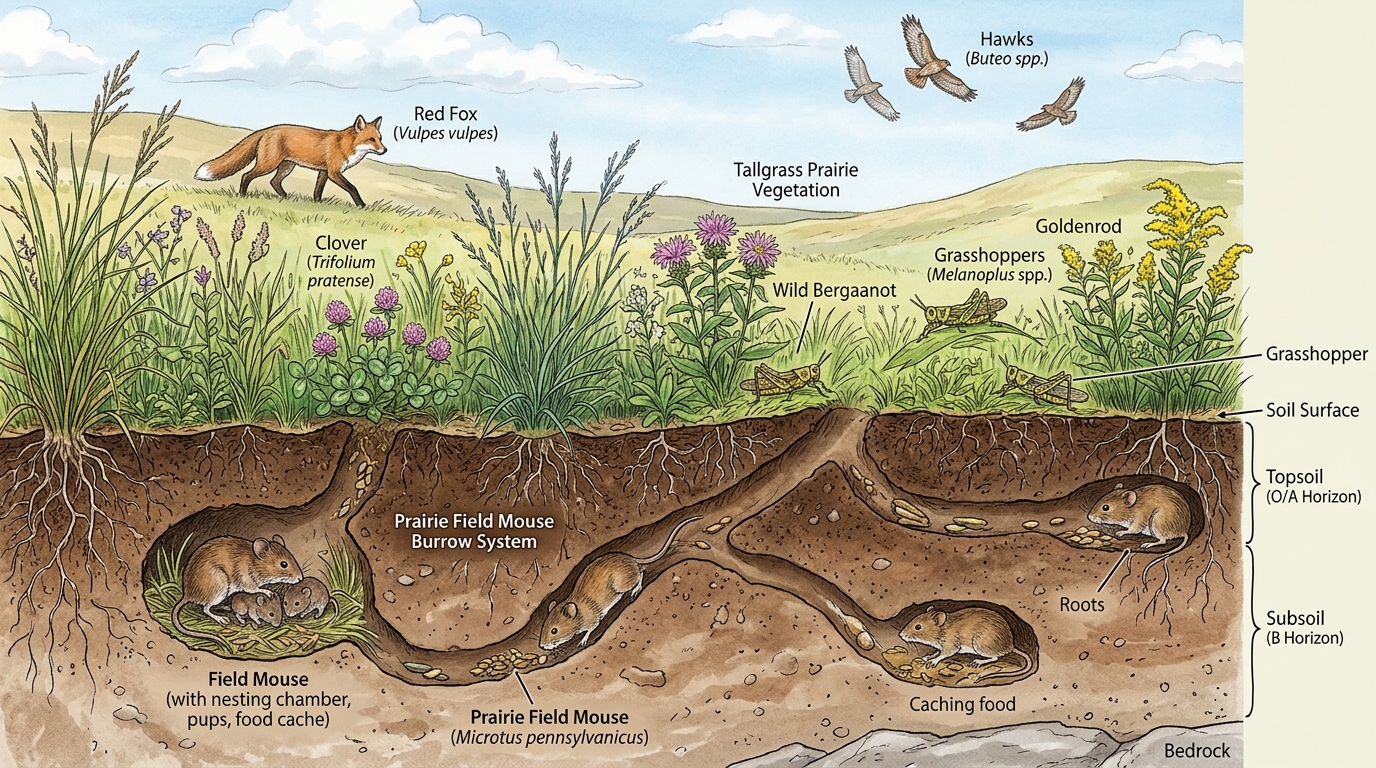 Hawks
(Buteo spp.)
Red Fox
(Vulpes vulpes)
Tallgrass Prairie
Vegetation
Goldenrod
Clover
(Trifolium
pratense)
Grasshoppers
(Melanoplus spp.)
Wild Bergaanot
Grasshopper
Soil Surface
Topsoil
(O/A Horizon)
Prairie Field Mouse
Burrow System
Roots
Subsoil
(B Horizon)
Field Mouse
(with nesting chamber,
pups, food cache)
Caching food
Prairie Field Mouse
(Microtus pennsylvanicus)
Bedrock